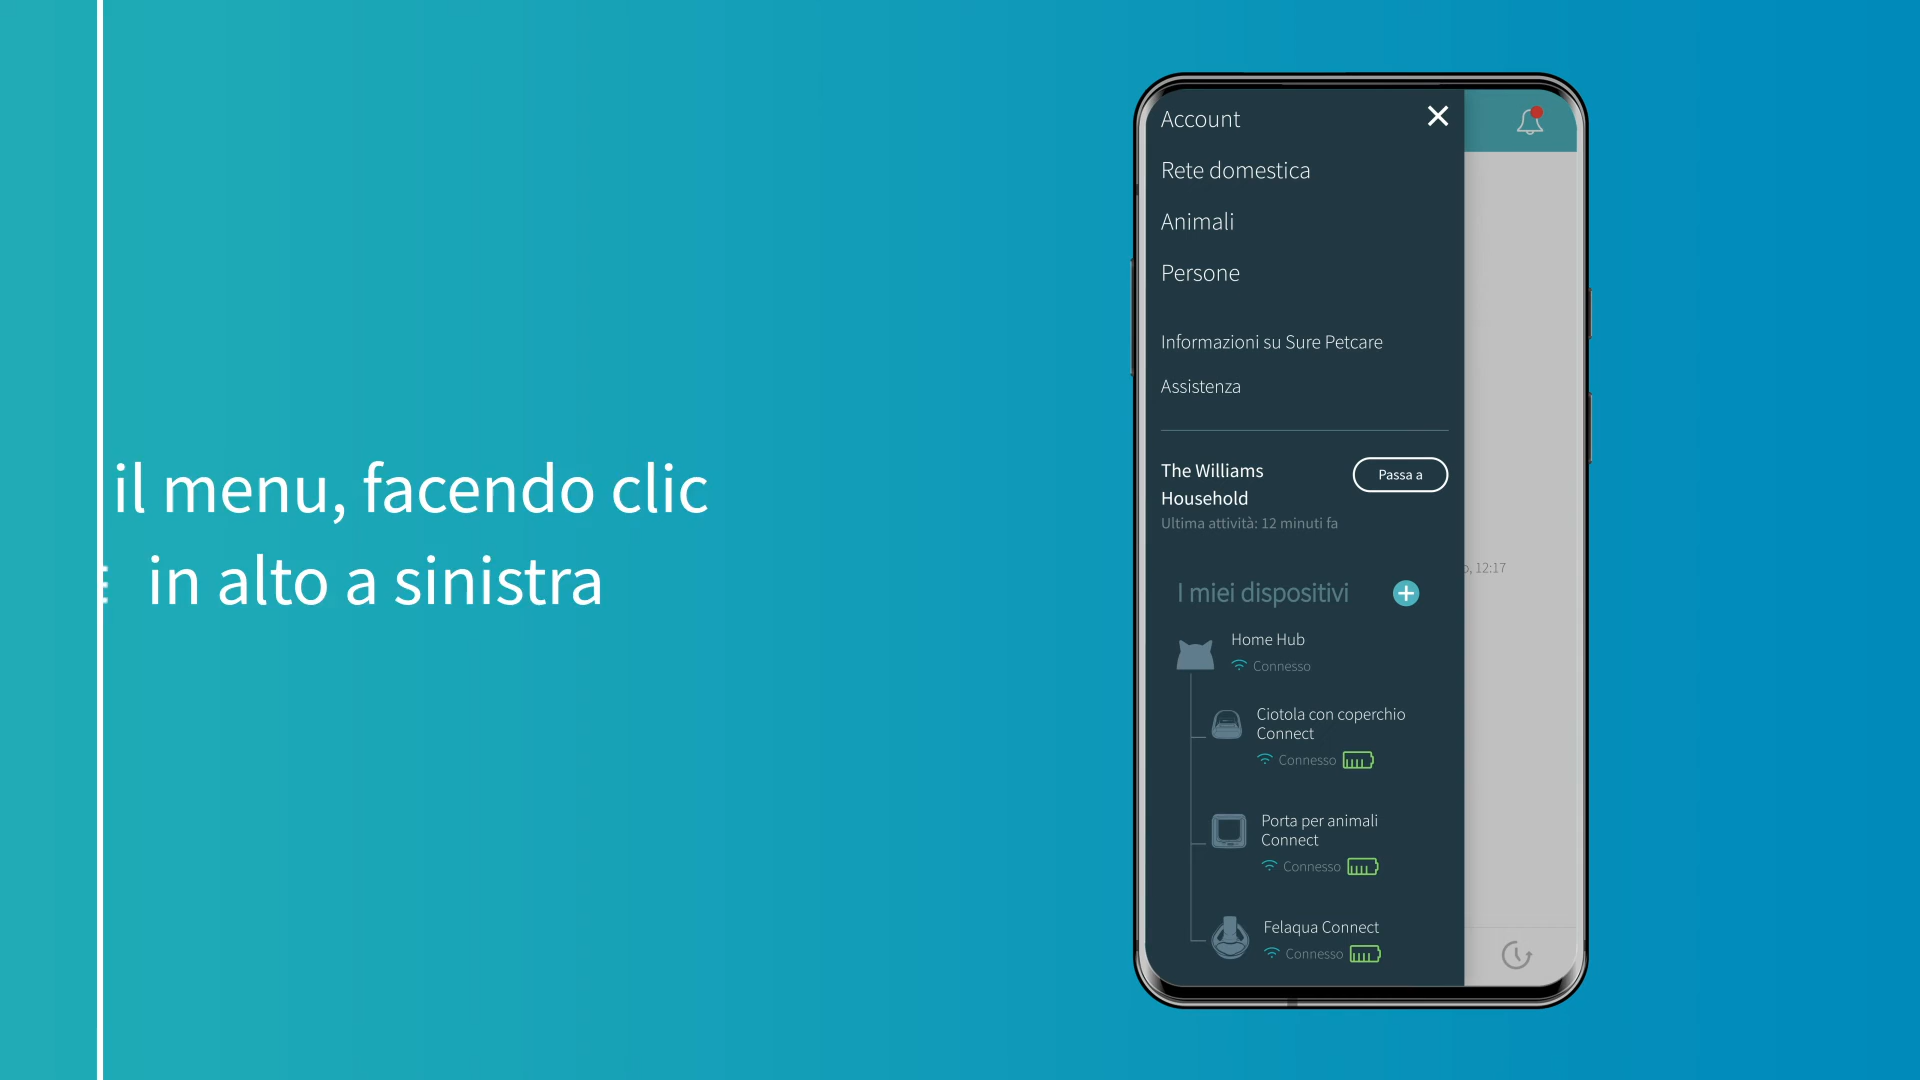 il menu, facendo clic
in alto a sinistra
Account
Rete domestica
Animali
Persone
Informazioni su Sure Petcare
Assistenza
The Williams
Household
Passa a
Ultima attività: 12 minuti fa
12:17
I miei dispositivi
Home Hub
Connesso
Ciotola con coperchio
Connect
Connesso
Porta per animali
Connect
Connesso
Felaqua Connect
Connesso